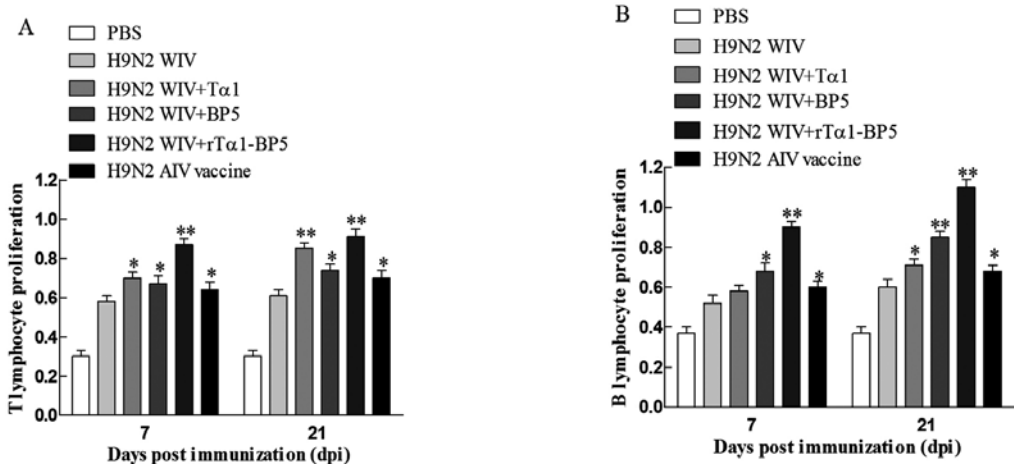 A
PBS
H9N2 WIV
H9N2 WIV+Tα1
H9N2 WIV+BP5
H9N2 WIV+rTα1-BP5
H9N2 AIV vaccine
T lymphocyte proliferation
1.2
1.0
0.8
0.6
0.4
0.2
0.0
* * ** *
** * ** *
7 21
Days post immunization (dpi)
B
PBS
H9N2 WIV
H9N2 WIV+Tα1
H9N2 WIV+BP5
H9N2 WIV+rTα1-BP5
H9N2 AIV vaccine
B lymphocyte proliferation
1.2
1.0
0.8
0.6
0.4
0.2
0.0
* ** *
* ** ** *
7 21
Days post immunization (dpi)